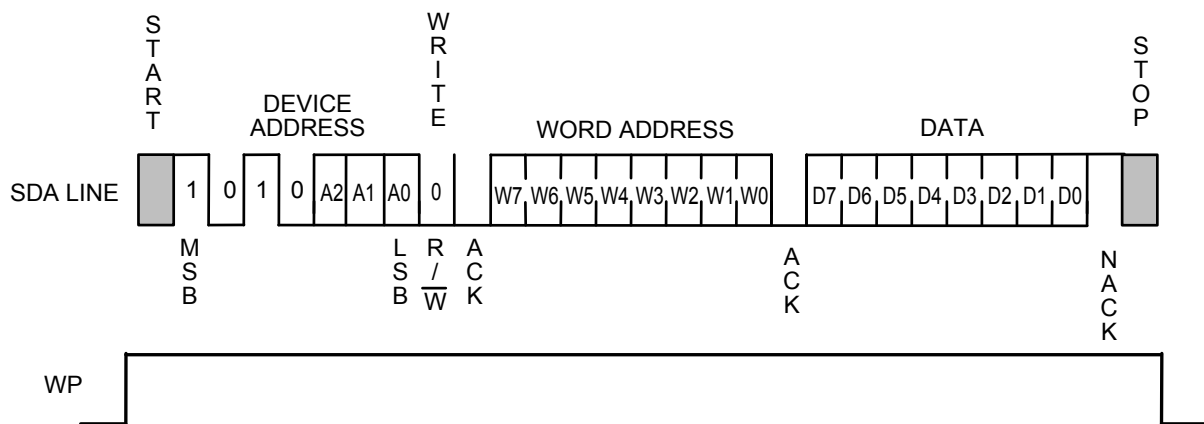 START
WRITE
STOP
DEVICE
ADDRESS
WORD ADDRESS
DATA
SDA LINE
1 0 1 0 A2 A1 A0 0 W7 W6 W5 W4 W3 W2 W1 W0 D7 D6 D5 D4 D3 D2 D1 D0
MSB
LSB
R/W
ACK
ACK
NACK
WP